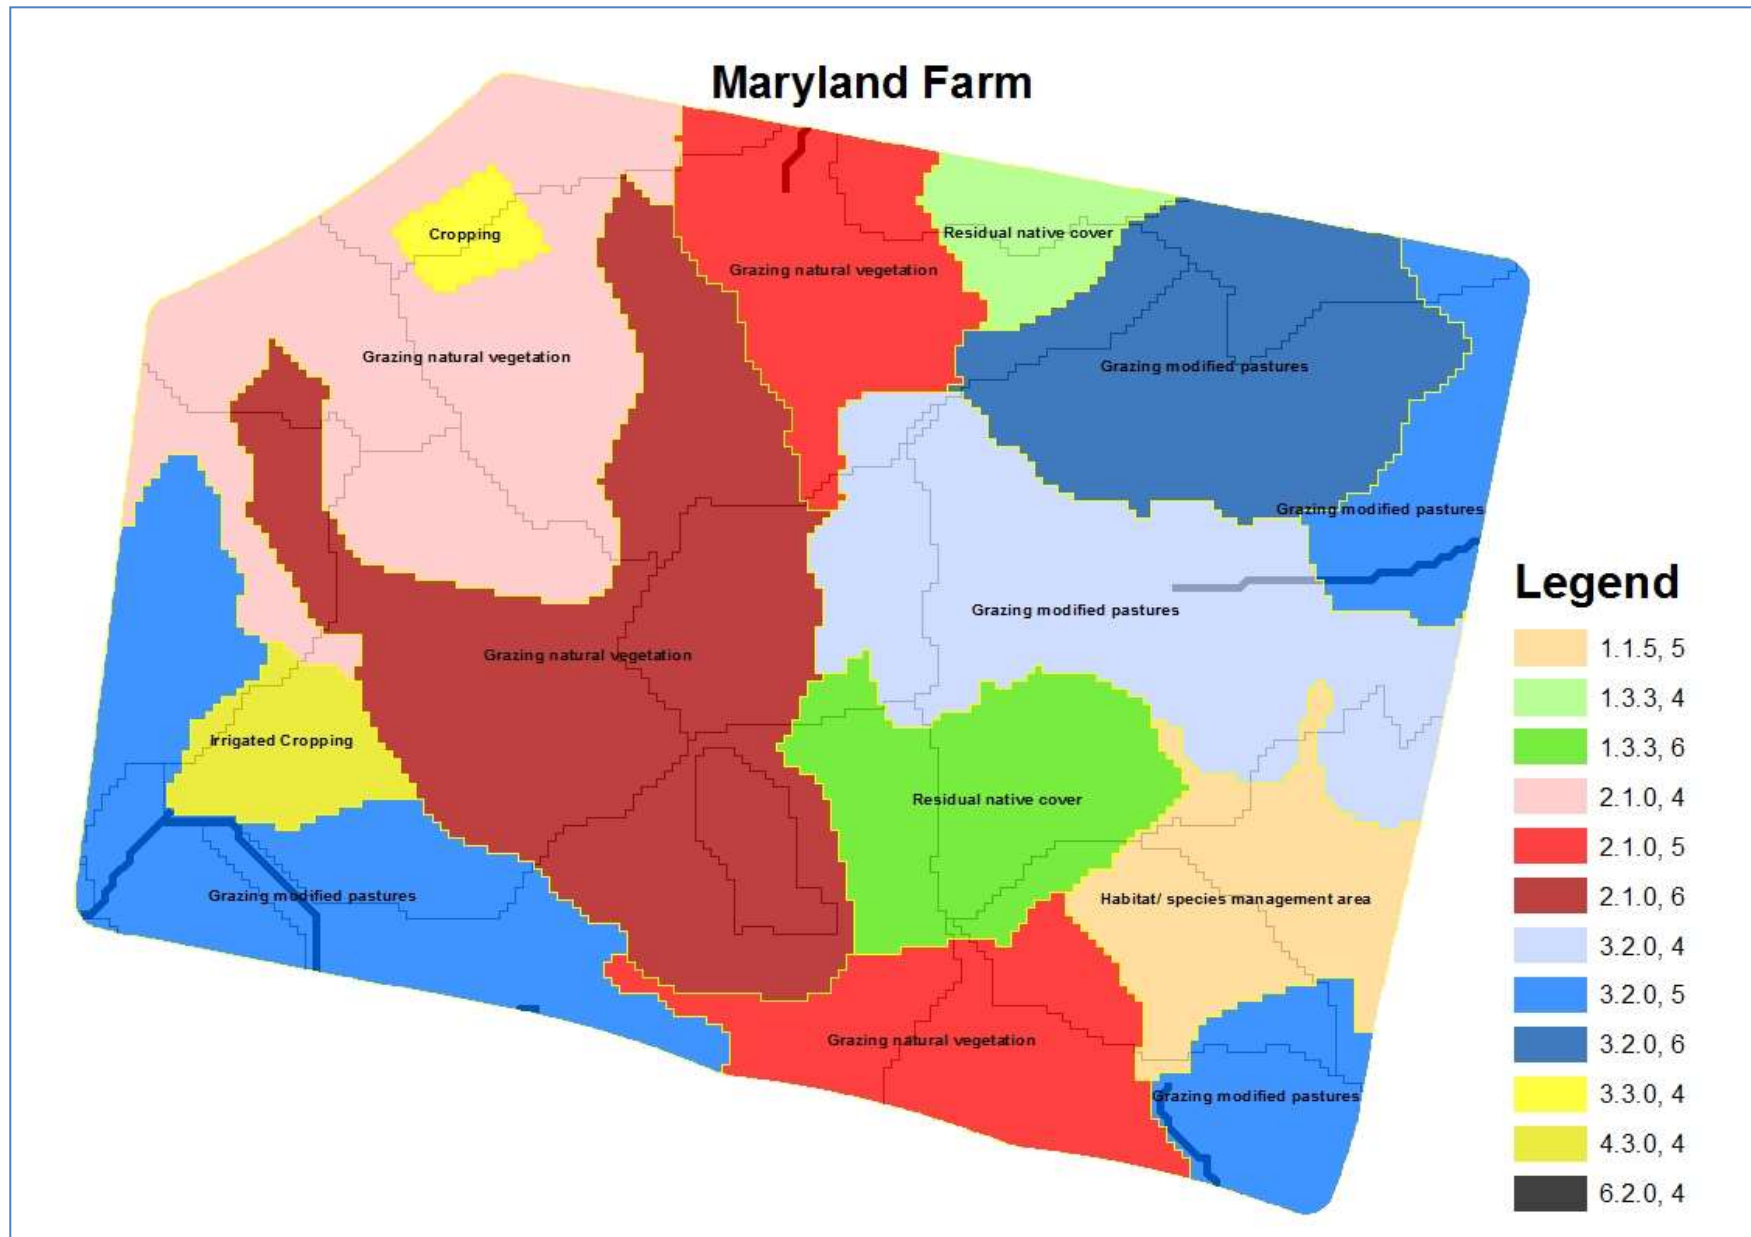 Maryland Farm
Cropping
Residual native cover
Grazing natural vegetation
Grazing natural vegetation
Grazing modified pastures
Grazing modified pastures
Grazing modified pastures
Grazing natural vegetation
Irrigated Cropping
Residual native cover
Grazing modified pastures
Habitat/ species management area
Grazing natural vegetation
Grazing modified pastures
Legend
1.1.5, 5
1.3.3, 4
1.3.3, 6
2.1.0, 4
2.1.0, 5
2.1.0, 6
3.2.0, 4
3.2.0, 5
3.2.0, 6
3.3.0, 4
4.3.0, 4
6.2.0, 4